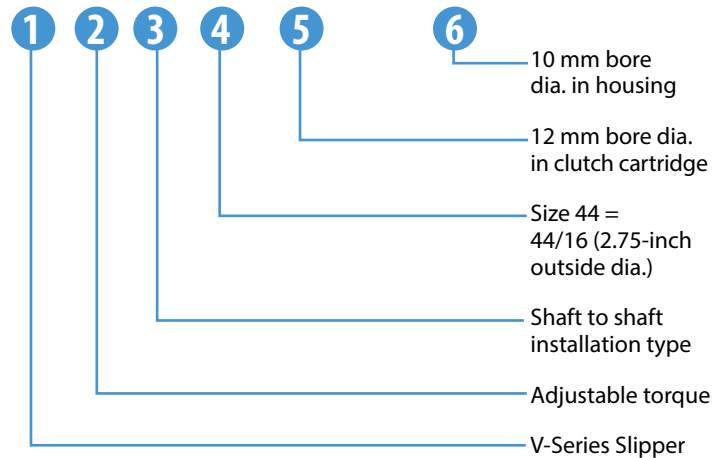 1 2 3 4 5 6
10 mm bore
dia. in housing
12 mm bore dia.
in clutch cartridge
Size 44 =
44/16 (2.75-inch
outside dia.)
Shaft to shaft
installation type
Adjustable torque
V-Series Slipper